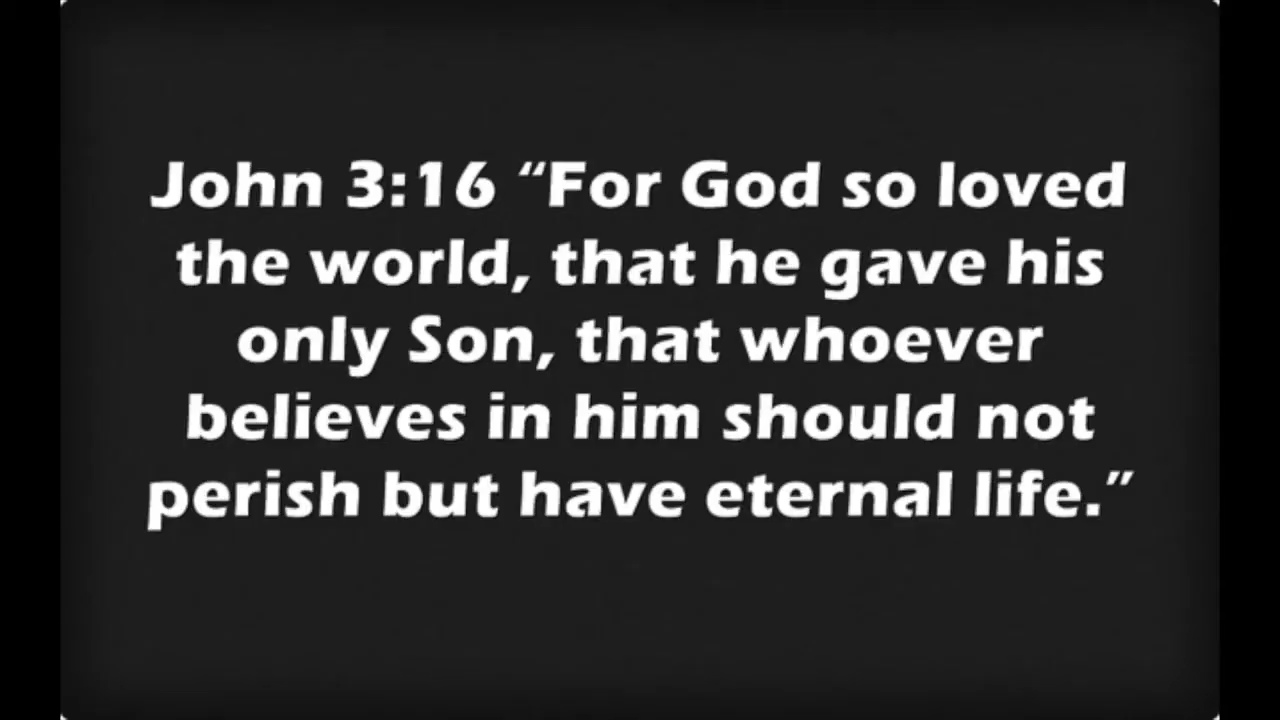 John 3:16 “For God so loved
the world, that he gave his
only Son, that whoever
believes in him should not
perish but have eternal life.”